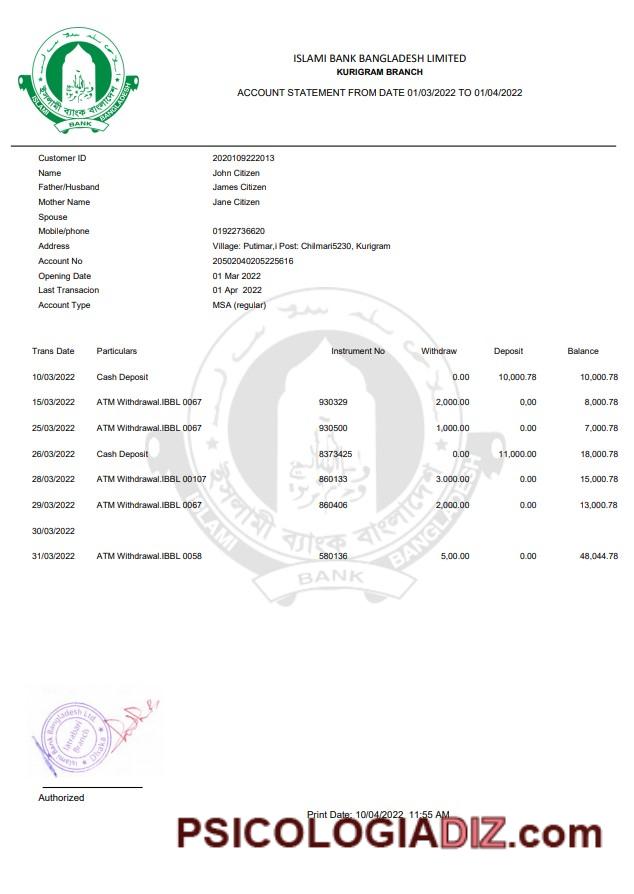 ISLAMI BANK BANGLADESH LIMITED
KURIGRAM BRANCH
ACCOUNT STATEMENT FROM DATE 01/03/2022 TO 01/04/2022
ইসলামী ব্যাংক বাংলাদেশ
ISLAMI BANK BANGLADESH
Customer ID 2020109222013
Name John Citizen
Father/Husband James Citizen
Mother Name Jane Citizen
Spouse
Mobile/phone 01922736620
Address Village: Putimar,i Post: Chilmari5230, Kurigram
Account No 20502040205225616
Opening Date 01 Mar 2022
Last Transacion 01 Apr 2022
Account Type MSA (regular)
Trans Date Particulars Instrument No Withdraw Deposit Balance
10/03/2022 Cash Deposit 0.00 10,000.78 10,000.78
15/03/2022 ATM Withdrawal.IBBL 0067 930329 2,000.00 0,00 8,000.78
25/03/2022 ATM Withdrawal.IBBL 0067 930500 1,000.00 0.00 7,000.78
26/03/2022 Cash Deposit 8373425 0.00 11,000.00 18,000.78
28/03/2022 ATM Withdrawal.IBBL 00107 860133 3.000.00 0.00 15,000.78
29/03/2022 ATM Withdrawal.IBBL 0067 860406 2,000.00 0.00 13,000.78
30/03/2022
31/03/2022 ATM Withdrawal.IBBL 0058 580136 5,00.00 0.00 48,044.78
ইসলামী ব্যাংক বাংলাদেশ
ISLAMI BANK BANGLADESH
Islami Bank Bangladesh Ltd.
Jatrabari
Branch
Dhaka
Authorized
Print Date: 10/04/2022 11:55 AM
PSICOLOGIADIZ.com